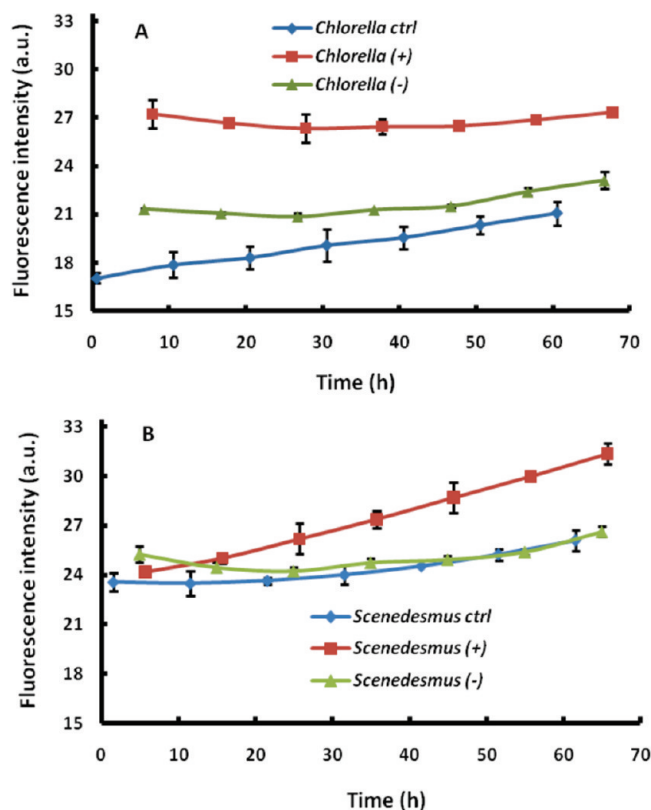 A
Chlorella ctrl
Chlorella (+)
Chlorella (-)
Fluorescence intensity (a.u.)
33
30
27
24
21
18
15
0 10 20 30 40 50 60 70
Time (h)
B
Fluorescence intensity (a.u.)
33
30
27
24
21
18
15
Scenedesmus ctrl
Scenedesmus (+)
Scenedesmus (-)
0 10 20 30 40 50 60 70
Time (h)